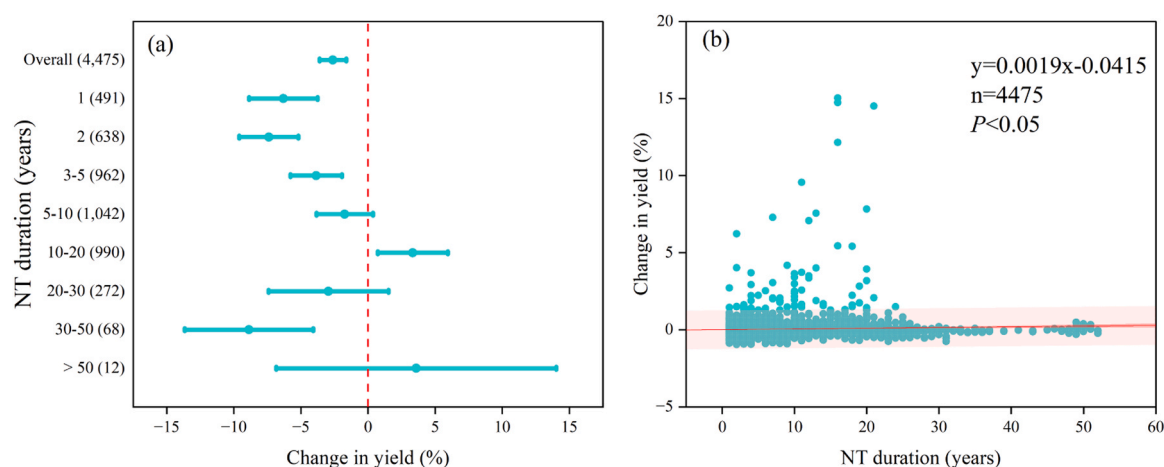 (a)
NT duration (years)
Overall (4,475)
1 (491)
2 (638)
3-5 (962)
5-10 (1,042)
10-20 (990)
20-30 (272)
30-50 (68)
> 50 (12)
−15 −10 −5 0 5 10 15
Change in yield (%)
(b)
y=0.0019x-0.0415
n=4475
P<0.05
Change in yield (%)
20
15
10
5
0
−5
0 10 20 30 40 50 60
NT duration (years)